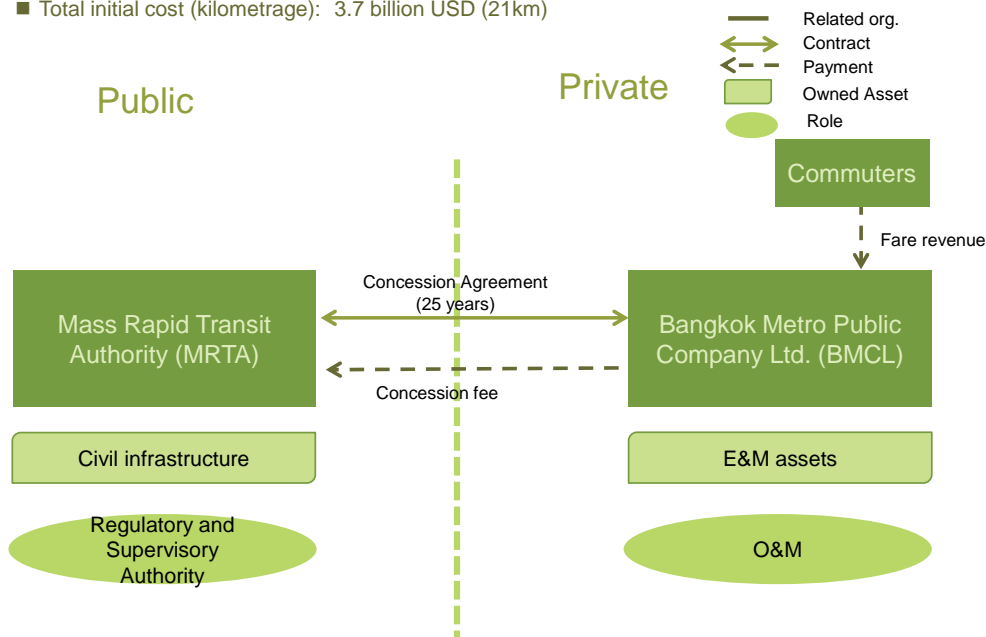 ■ Total initial cost (kilometrage): 3.7 billion USD (21km)
Related org.
Contract
Payment
Owned Asset
Role
Public
Private
Commuters
Fare revenue
Concession Agreement
(25 years)
Mass Rapid Transit
Authority (MRTA)
Bangkok Metro Public
Company Ltd. (BMCL)
Concession fee
Civil infrastructure
E&M assets
Regulatory and
Supervisory
Authority
O&M